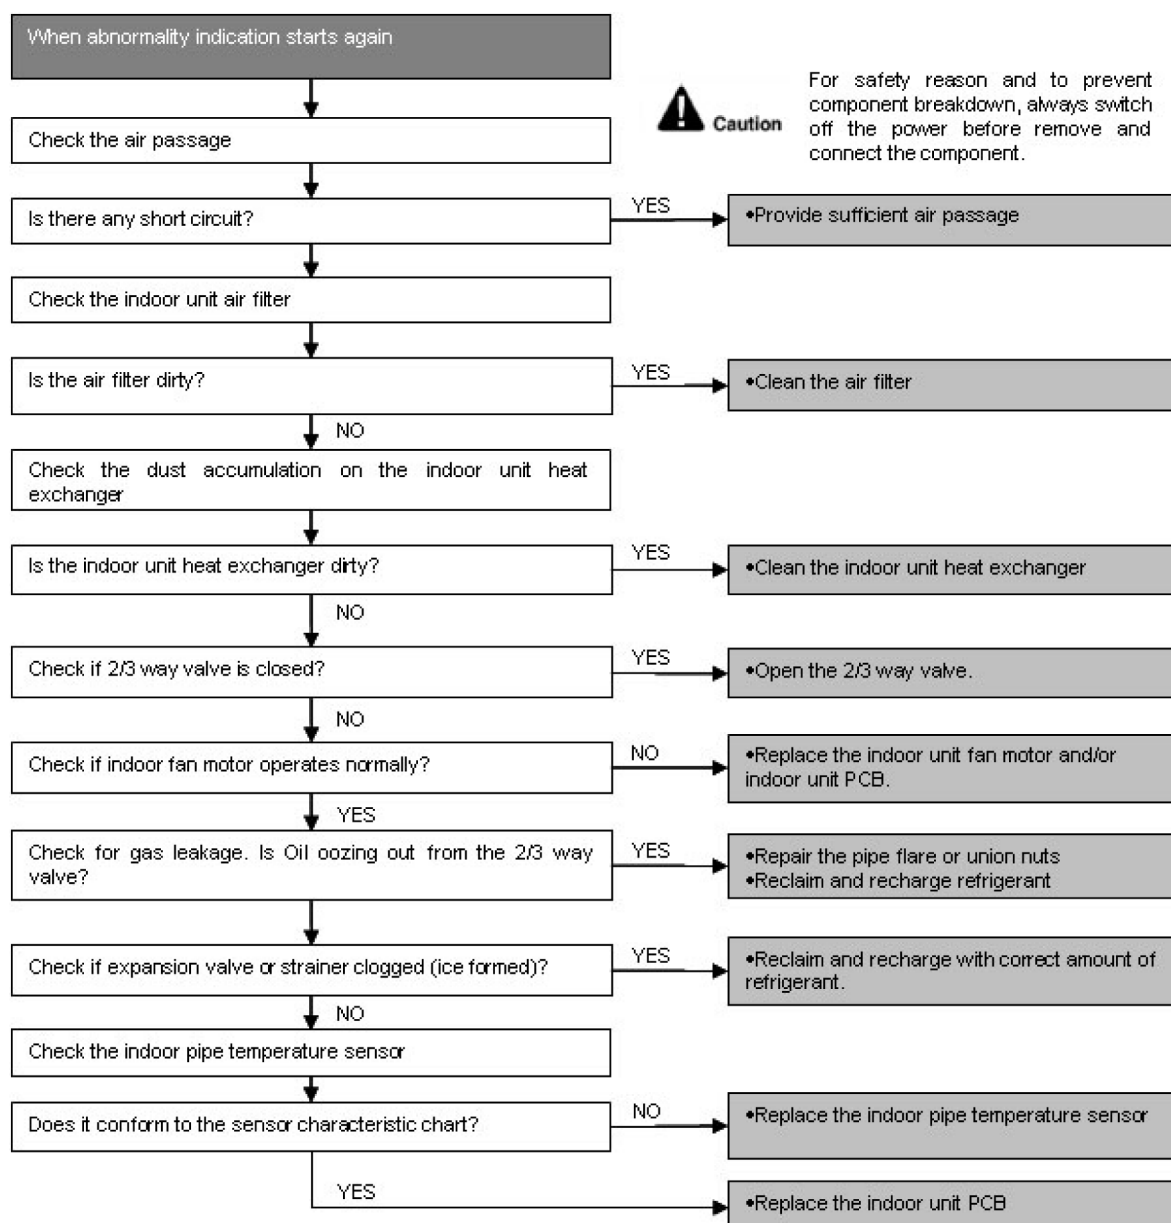 When abnormality indication starts again
For safety reason and to prevent
component breakdown, always switch
off the power before remove and
connect the component.
Caution
Check the air passage
Is there any short circuit?
YES
•Provide sufficient air passage
Check the indoor unit air filter
Is the air filter dirty?
YES
•Clean the air filter
NO
Check the dust accumulation on the indoor unit heat
exchanger
Is the indoor unit heat exchanger dirty?
YES
•Clean the indoor unit heat exchanger
NO
Check if 2/3 way valve is closed?
YES
•Open the 2/3 way valve.
NO
Check if indoor fan motor operates normally?
NO
•Replace the indoor unit fan motor and/or
indoor unit PCB.
YES
Check for gas leakage. Is Oil oozing out from the 2/3 way
valve?
YES
•Repair the pipe flare or union nuts
•Reclaim and recharge refrigerant
Check if expansion valve or strainer clogged (ice formed)?
YES
•Reclaim and recharge with correct amount of
refrigerant.
NO
Check the indoor pipe temperature sensor
Does it conform to the sensor characteristic chart?
NO
•Replace the indoor pipe temperature sensor
YES
•Replace the indoor unit PCB